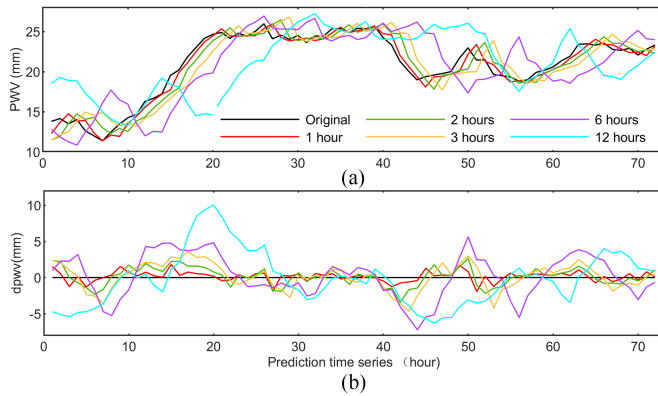 25
20
15
10
PWV (mm)
Original
2 hours
6 hours
1 hour
3 hours
12 hours
0 10 20 30 40 50 60 70
(a)
10
5
0
-5
dpwv(mm)
0 10 20 30 40 50 60 70
Prediction time series （hour)
(b)